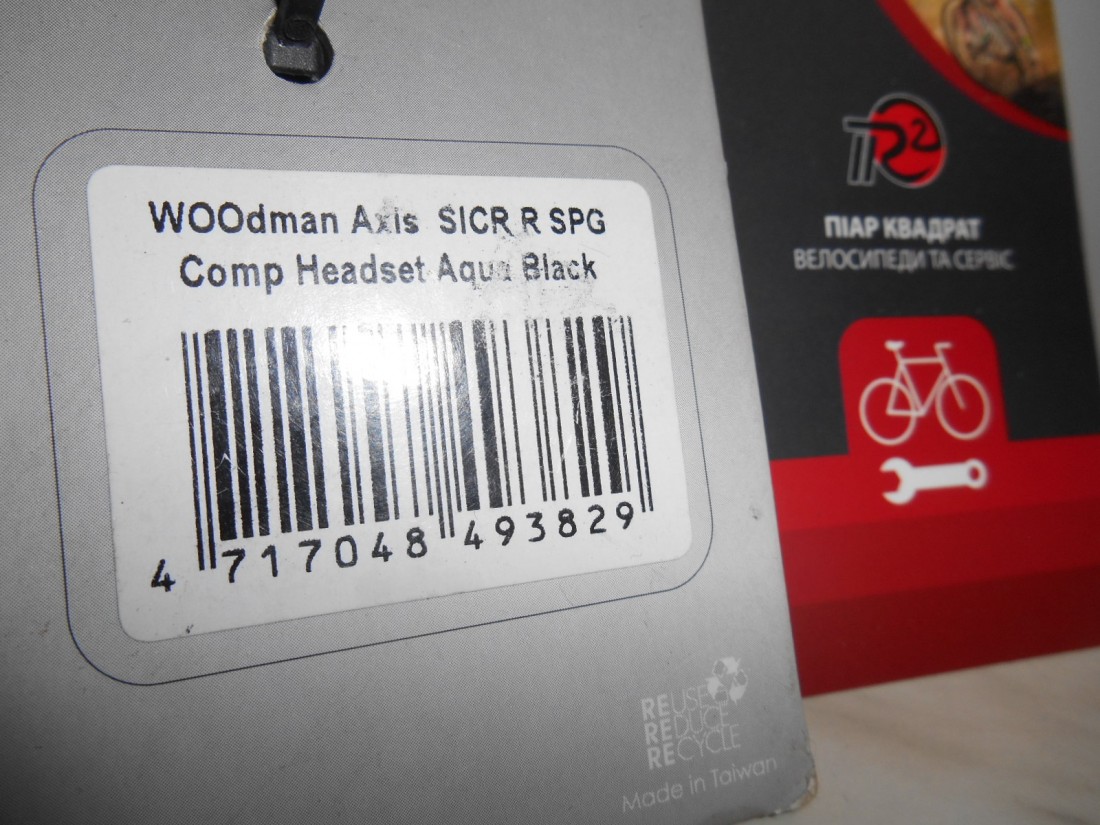 WOOdman Axis SICR R SPG
Comp Headset Aqua Black
4 717048 493829
REUSE
REDUCE
RECYCLE
Made in Taiwan
ПR2
ПІАР КВАДРАТ
ВЕЛОСИПЕДИ ТА СЕРВІС